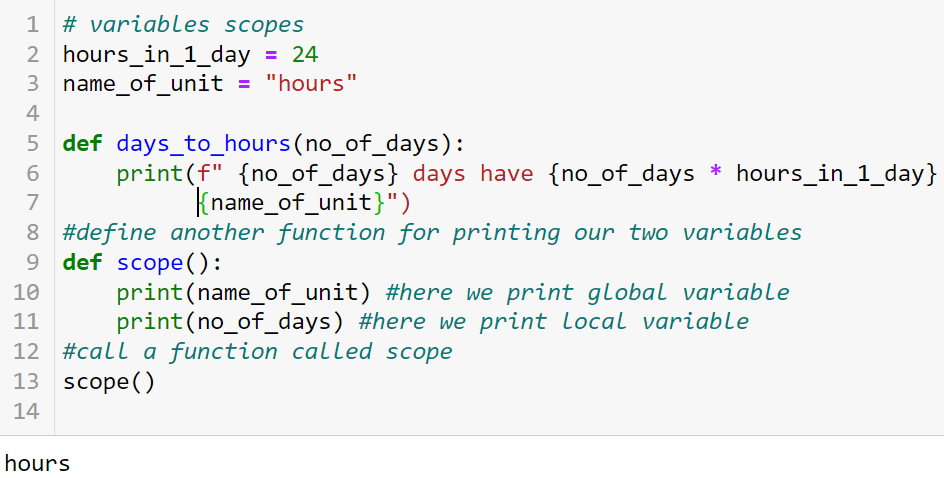 1 # variables scopes
2 hours_in_1_day = 24
3 name_of_unit = "hours"
4
5 def days_to_hours(no_of_days):
6     print(f" {no_of_days} days have {no_of_days * hours_in_1_day}
7           {name_of_unit}")
8 #define another function for printing our two variables
9 def scope():
10     print(name_of_unit) #here we print global variable
11     print(no_of_days) #here we print local variable
12 #call a function called scope
13 scope()
14
hours